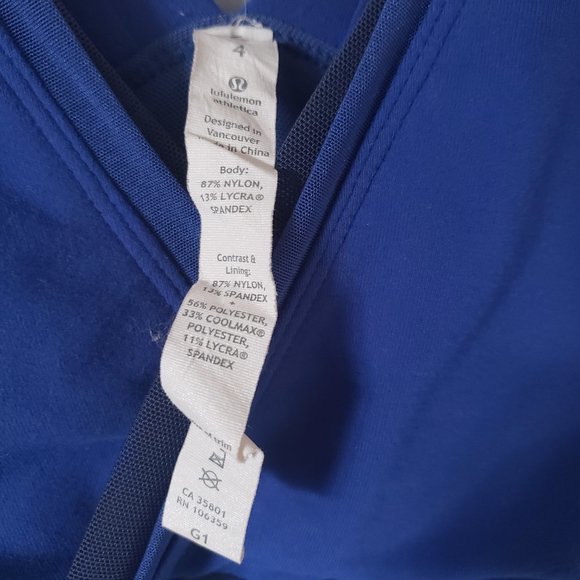 4
lululemon
athletica
Designed in
Vancouver
in China
Body:
87% NYLON,
13% LYCRA®
SPANDEX
Contrast &
Lining:
87% NYLON,
13% SPANDEX
+
56% POLYESTER,
33% COOLMAX®
POLYESTER,
11% LYCRA®
SPANDEX
trim
CA 35801
RN 106359
G1